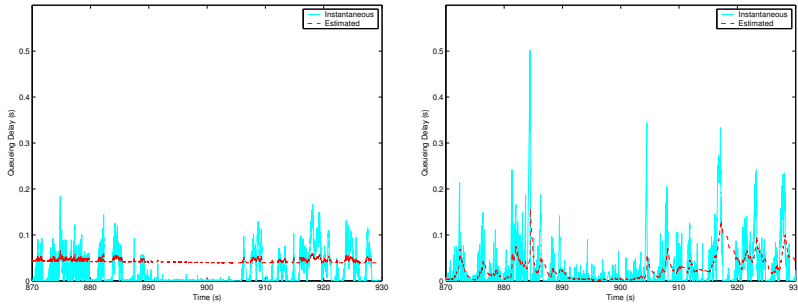 Instantaneous
Estimated
0.5
0.4
0.3
0.2
0.1
0
Queueing Delay (s)
870 880 890 900 910 920 930
Time (s)
Instantaneous
Estimated
0.5
0.4
0.3
0.2
0.1
0
Queueing Delay (s)
870 880 890 900 910 920 930
Time (s)